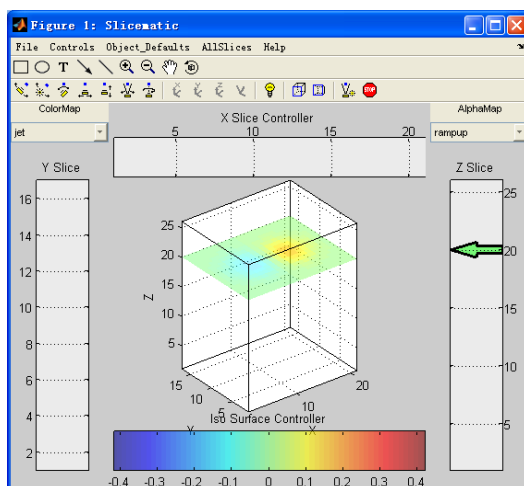 Figure 1: Slicematic
File Controls Object_Defaults AllSlices Help
T
STOP
ColorMap
X Slice Controller
AlphaMap
jet
5 10 15 20
rampup
Y Slice
Z Slice
16
14
12
10
8
6
4
2
25
20
15
10
5
Z
25
20
15
10
5
15
10
5
10
20
Iso Surface Controller
Y
X
-0.4 -0.3 -0.2 -0.1 0 0.1 0.2 0.3 0.4